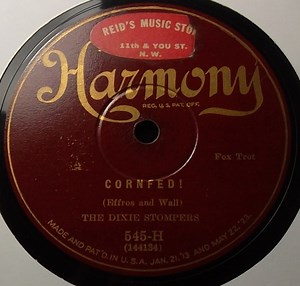 REID'S MUSIC STO
11th & YOU ST.
N. W.
Harmony
REG. U.S. PAT. OFF.
Fox Trot
CORNFED!
(Effros and Wall)
THE DIXIE STOMPERS
545-H
(144134)
MADE AND PAT'D IN U.S.A., JAN. 21,'13 AND MAY 22,'23.